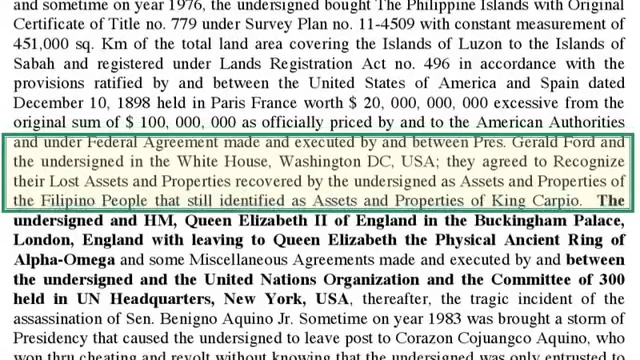 and sometime on year 1976, the undersigned bought The Philippine Islands with Original
Certificate of Title no. 779 under Survey Plan no. 11-4509 with constant measurement of
451,000 sq. Km of the total land area covering the Islands of Luzon to the Islands of
Sabah and registered under Lands Registration Act no. 496 in accordance with the
provisions ratified by and between the United States of America and Spain dated
December 10, 1898 held in Paris France worth $ 20, 000, 000, 000 excessive from the
original sum of $ 100, 000, 000 as officially priced by and to the American Authorities
and under Federal Agreement made and executed by and between Pres. Gerald Ford and
the undersigned in the White House, Washington DC, USA; they agreed to Recognize
their Lost Assets and Properties recovered by the undersigned as Assets and Properties of
the Filipino People that still identified as Assets and Properties of King Carpio. The
undersigned and HM, Queen Elizabeth II of England in the Buckingham Palace,
London, England with leaving to Queen Elizabeth the Physical Ancient Ring of
Alpha-Omega and some Miscellaneous Agreements made and executed by and between
the undersigned and the United Nations Organization and the Committee of 300
held in UN Headquarters, New York, USA, thereafter, the tragic incident of the
assassination of Sen. Benigno Aquino Jr. Sometime on year 1983 was brought a storm of
Presidency that caused the undersigned to leave post to Corazon Cojuangco Aquino, who
won thru cheating and revolt without knowing that the undersigned was only entrusted to